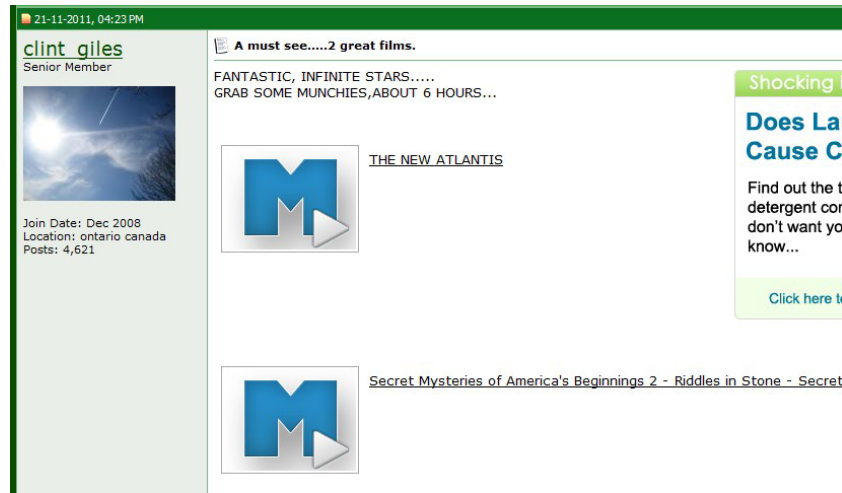 21-11-2011, 04:23 PM
clint giles
Senior Member
Join Date: Dec 2008
Location: ontario canada
Posts: 4,621
A must see.....2 great films.
FANTASTIC, INFINITE STARS.....
GRAB SOME MUNCHIES,ABOUT 6 HOURS...
M
THE NEW ATLANTIS
M
Secret Mysteries of America's Beginnings 2 - Riddles in Stone - Secret
Shocking
Does La
Cause C
Find out the t
detergent con
don't want yo
know...
Click here to